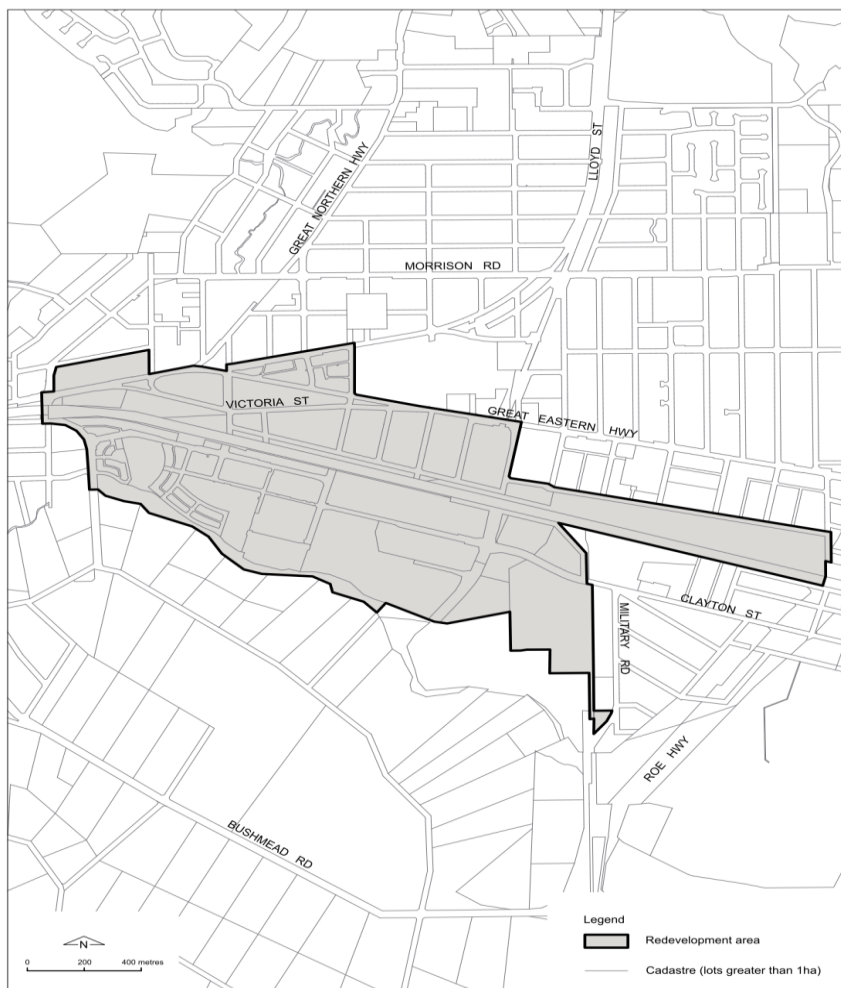 GREAT NORTHERN HWY
LLOYD ST
MORRISON RD
VICTORIA ST
GREAT EASTERN HWY
CLAYTON ST
MILITARY RD
ROE HWY
BUSHMEAD RD
Legend
Redevelopment area
Cadastre (lots greater than 1ha)
N
0 200 400 metres